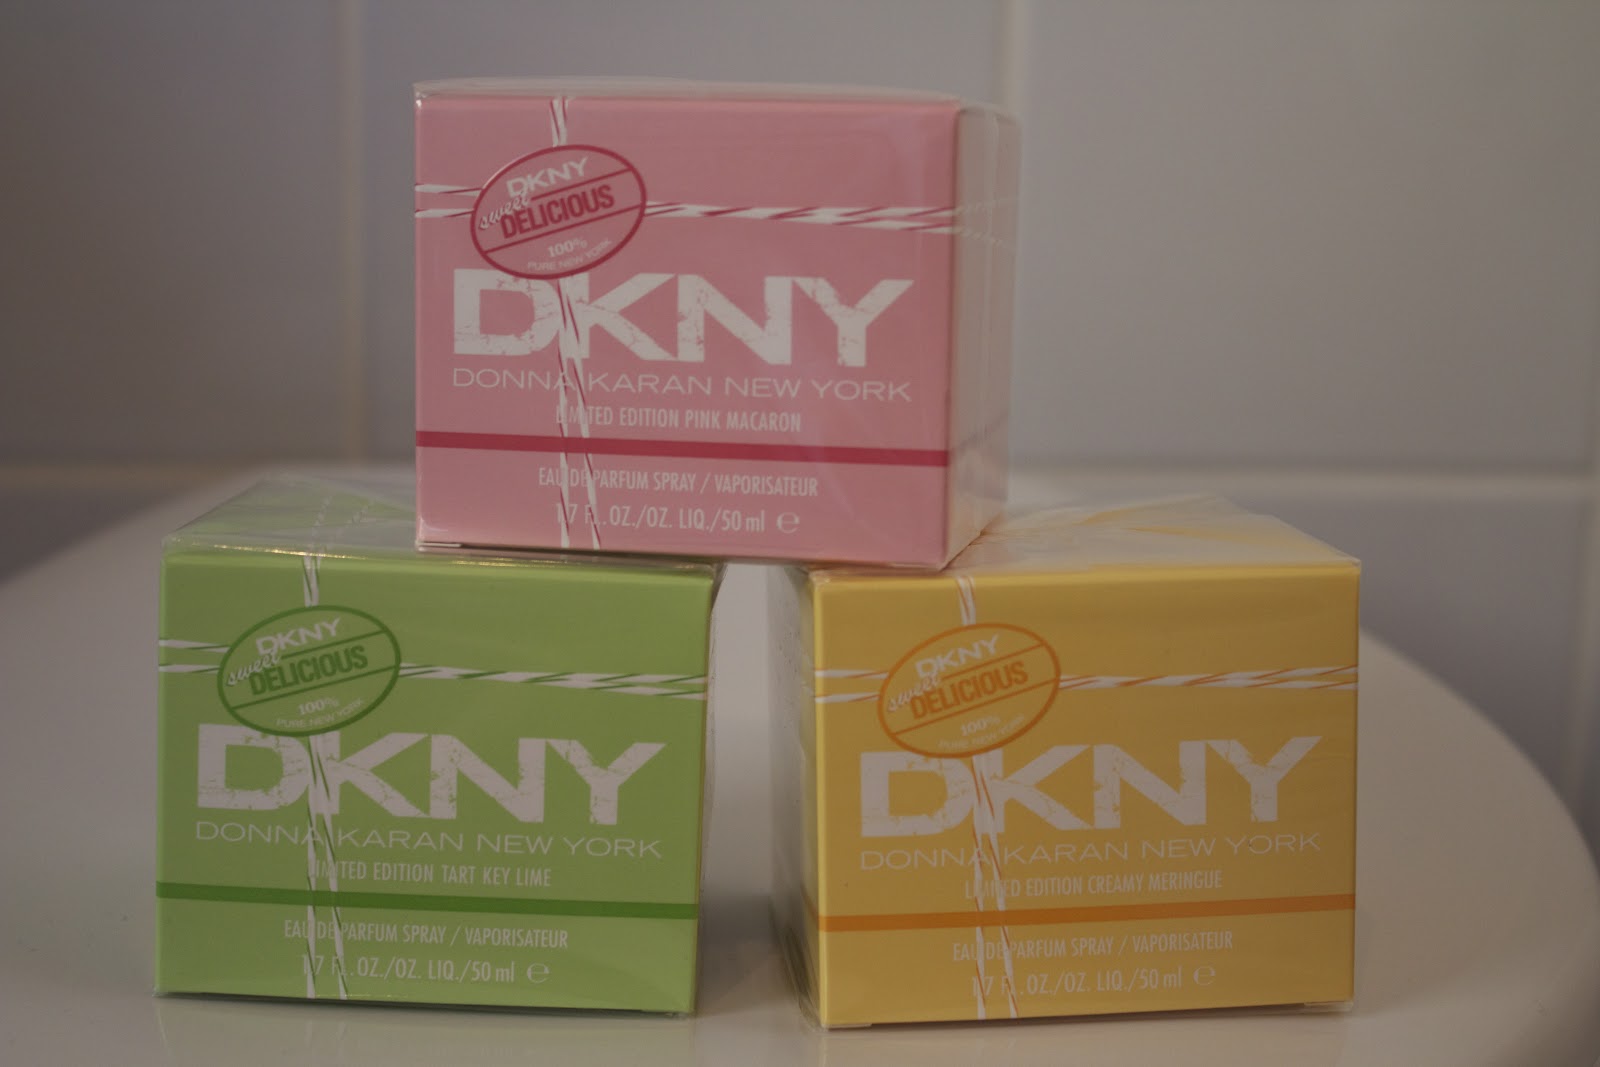 DKNY
sweet
DELICIOUS
100%
PURE NEW YORK
DKNY
DONNA KARAN NEW YORK
LIMITED EDITION PINK MACARON
EAU DE PARFUM SPRAY / VAPORISATEUR
1.7 FL.OZ./OZ. LIQ./50 ml ℮
DKNY
sweet
DELICIOUS
100%
PURE NEW YORK
DKNY
DONNA KARAN NEW YORK
LIMITED EDITION TART KEY LIME
EAU DE PARFUM SPRAY / VAPORISATEUR
1.7 FL.OZ./OZ. LIQ./50 ml ℮
DKNY
sweet
DELICIOUS
100%
PURE NEW YORK
DKNY
DONNA KARAN NEW YORK
LIMITED EDITION CREAMY MERINGUE
EAU DE PARFUM SPRAY / VAPORISATEUR
1.7 FL.OZ./OZ. LIQ./50 ml ℮